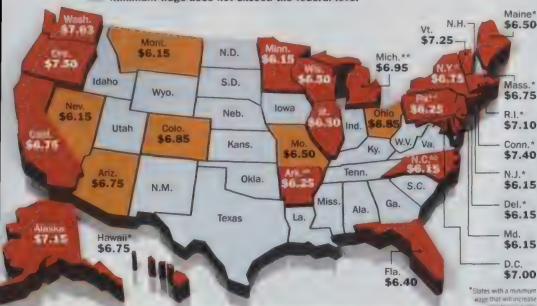 minimum wage does not exceed the federal level
Wash.
$7.63
Ore.
$7.50
Calif.
$6.75
Idaho
Nev.
$6.15
Mont.
$6.15
Wyo.
Utah
Ariz.
$6.75
Colo.
$6.85
N.M.
N.D.
S.D.
Neb.
Kans.
Okla.
Texas
Minn.
$6.15
Iowa
Mo.
$6.50
Ark.**
$6.25
La.
Wis.
$6.50
Ill.
$6.50
Mich.**
$6.95
Ind.
Ohio
$6.85
Ky.
Tenn.
Miss.
Ala.
Ga.
Fla.
$6.40
S.C.
N.C.**
$6.15
W.V.
Va.
Pa.**
$6.25
N.Y.*
$6.75
Vt.
$7.25
N.H.
Maine*
$6.50
Mass.*
$6.75
R.I.*
$7.10
Conn.*
$7.40
N.J.*
$6.15
Del.*
$6.15
Md.
$6.15
D.C.
$7.00
Alaska
$7.15
Hawaii*
$6.75
*States with a minimum
wage that will increase